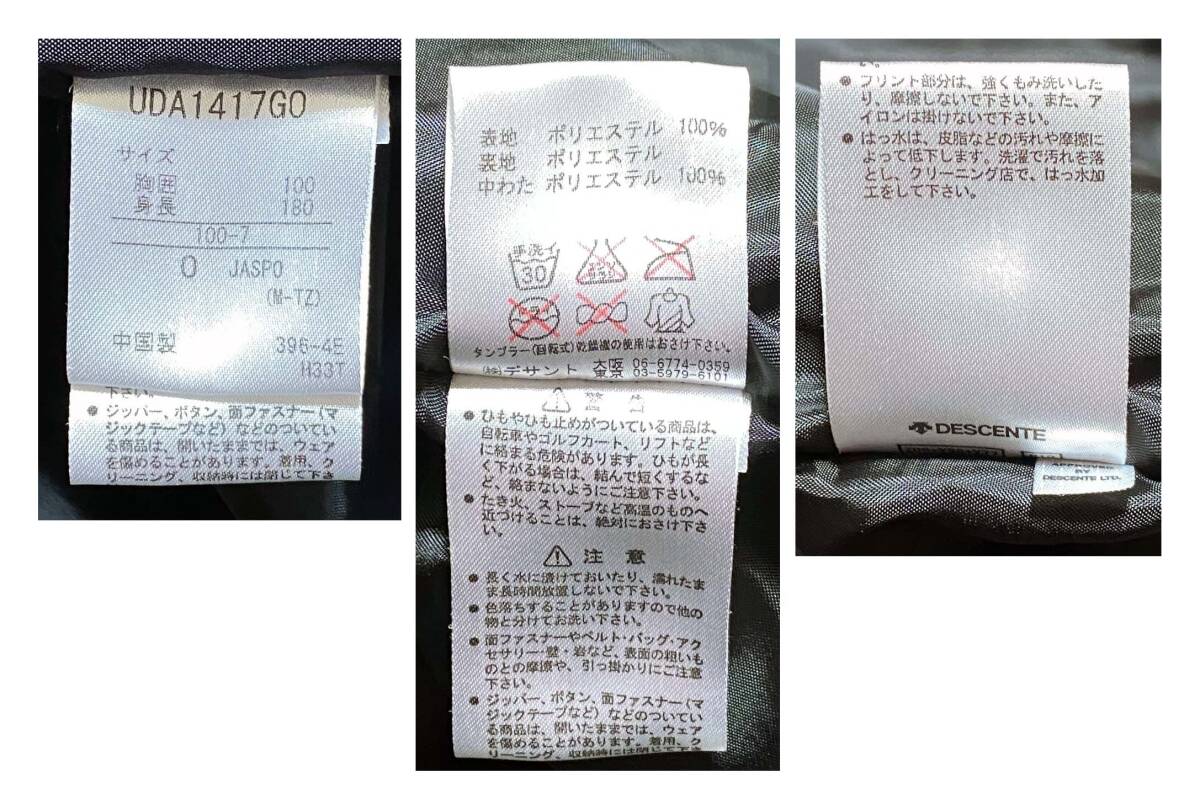 UDA1417GO
サイズ
胸囲 100
身長 180
100-7
O JASPO
(M-TZ)
中国製 396-4E
H33T
下さい。
● ジッパー、ボタン、面ファスナー(マ
ジックテープなど)などのついてい
る商品は、開いたままでは、ウェア
を傷めることがあります。着用、ク
リーニング、収納時には閉じて下さ
表地 ポリエステル 100%
裏地 ポリエステル
中わた ポリエステル 100%
手洗イ
30
タンブラー(回転式)乾燥機の使用はおさけ下さい。
(株)デサント 大阪 06-6774-0359
東京 03-5979-6101
警 告
● ひもやひも止めがついている商品は、
自転車やゴルフカート、リフトなど
に絡まる危険があります。ひもが長
く下がる場合は、結んで短くするな
ど、絡まないようにご注意下さい。
● たき火、ストーブなど高温のものへ
近づけることは、絶対におさけ下さ
い。
注 意
● 長く水に漬けておいたり、濡れたま
ま長時間放置しないで下さい。
● 色落ちすることがありますので他の
物と分けてお洗い下さい。
● 面ファスナーやベルト・バッグ・アク
セサリー・壁・岩など、表面の粗いも
のとの摩擦や、引っ掛かりにご注意
下さい。
● ジッパー、ボタン、面ファスナー(マ
ジックテープなど)などのついてい
る商品は、開いたままでは、ウェア
を傷めることがあります。着用、ク
リーニング、収納時には閉じて下さ
い。
● プリント部分は、強くもみ洗いした
り、摩擦しないで下さい。また、ア
イロンは掛けないで下さい。
● はっ水は、皮脂などの汚れや摩擦に
よって低下します。洗濯で汚れを落
とし、クリーニング店で、はっ水加
工をして下さい。
DESCENTE
APPROVED
BY
DESCENTE LTD.